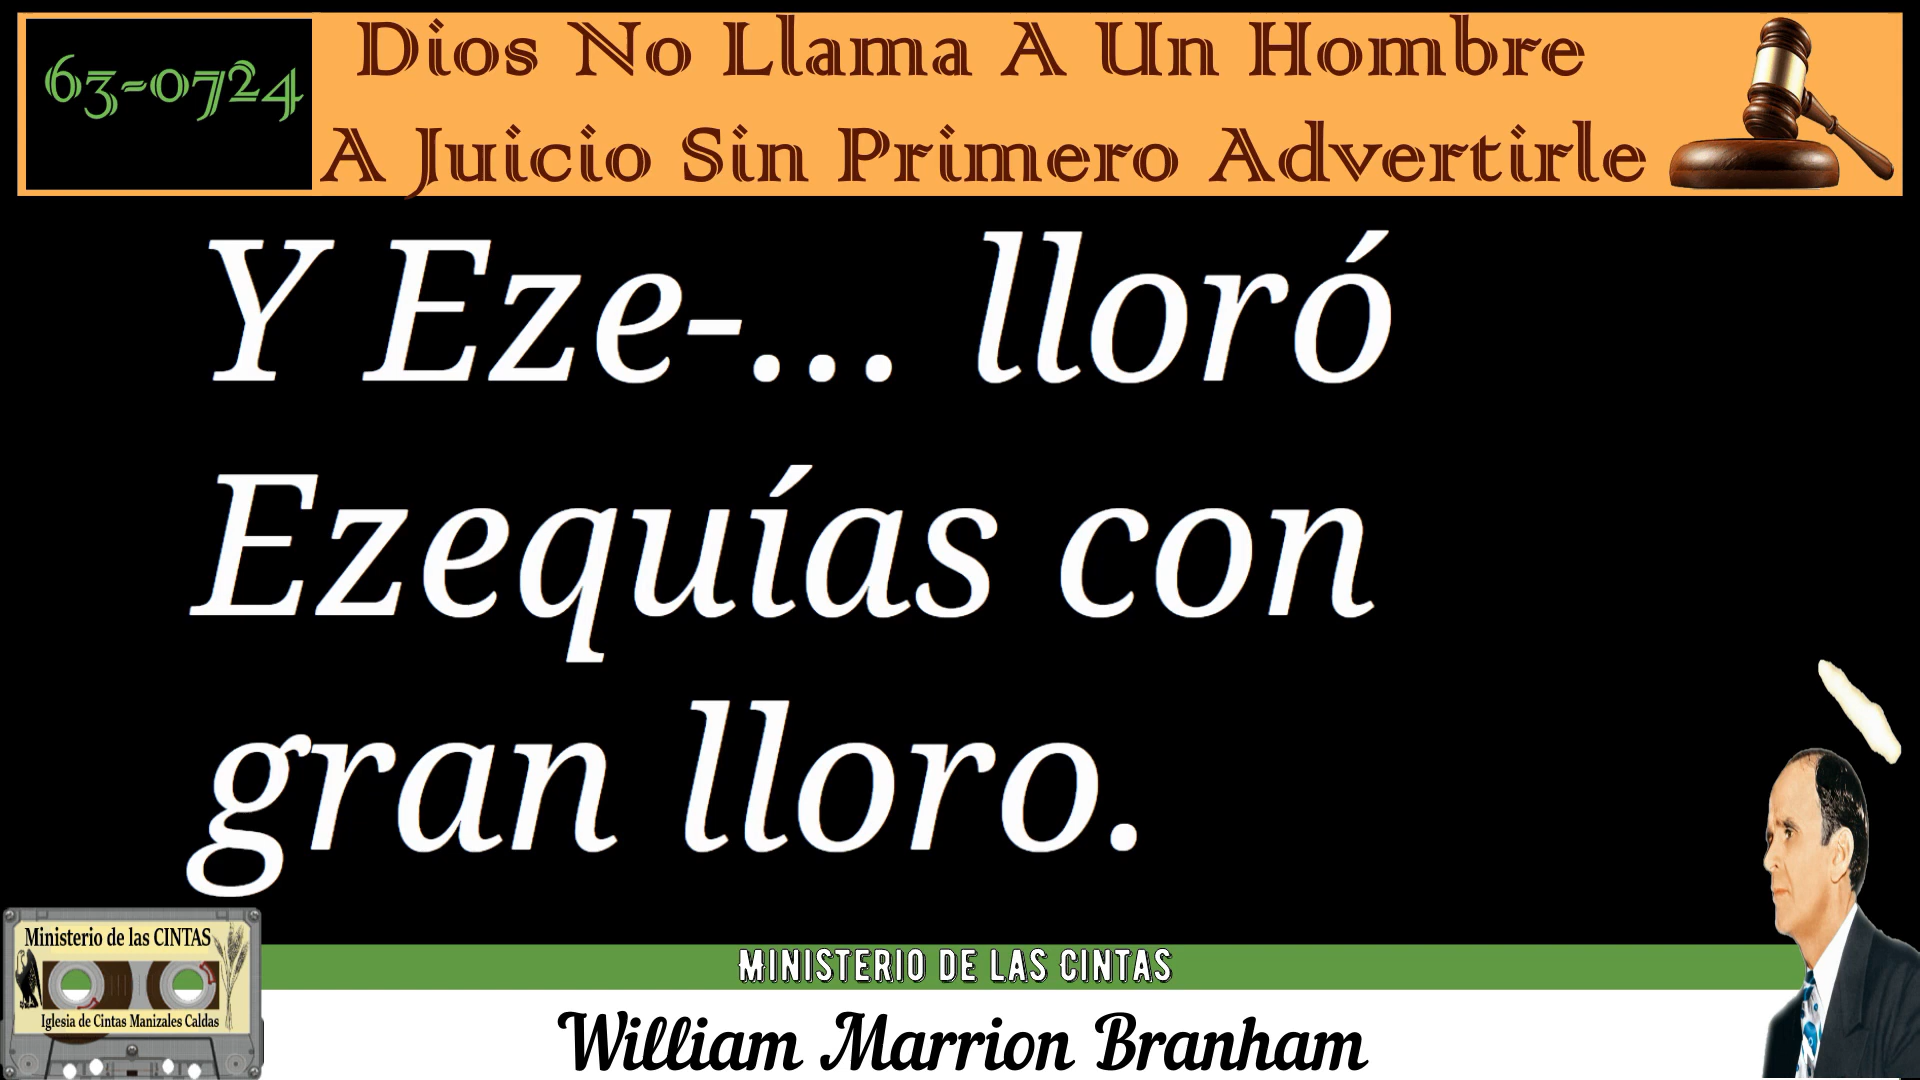 63-0724
Dios No Llama A Un Hombre
A Juicio Sin Primero Advertirle
Y Eze-... lloró
Ezequías con
gran lloro.
Ministerio de las CINTAS
Iglesia de Cintas Manizales Caldas
MINISTERIO DE LAS CINTAS
William Marrion Branham